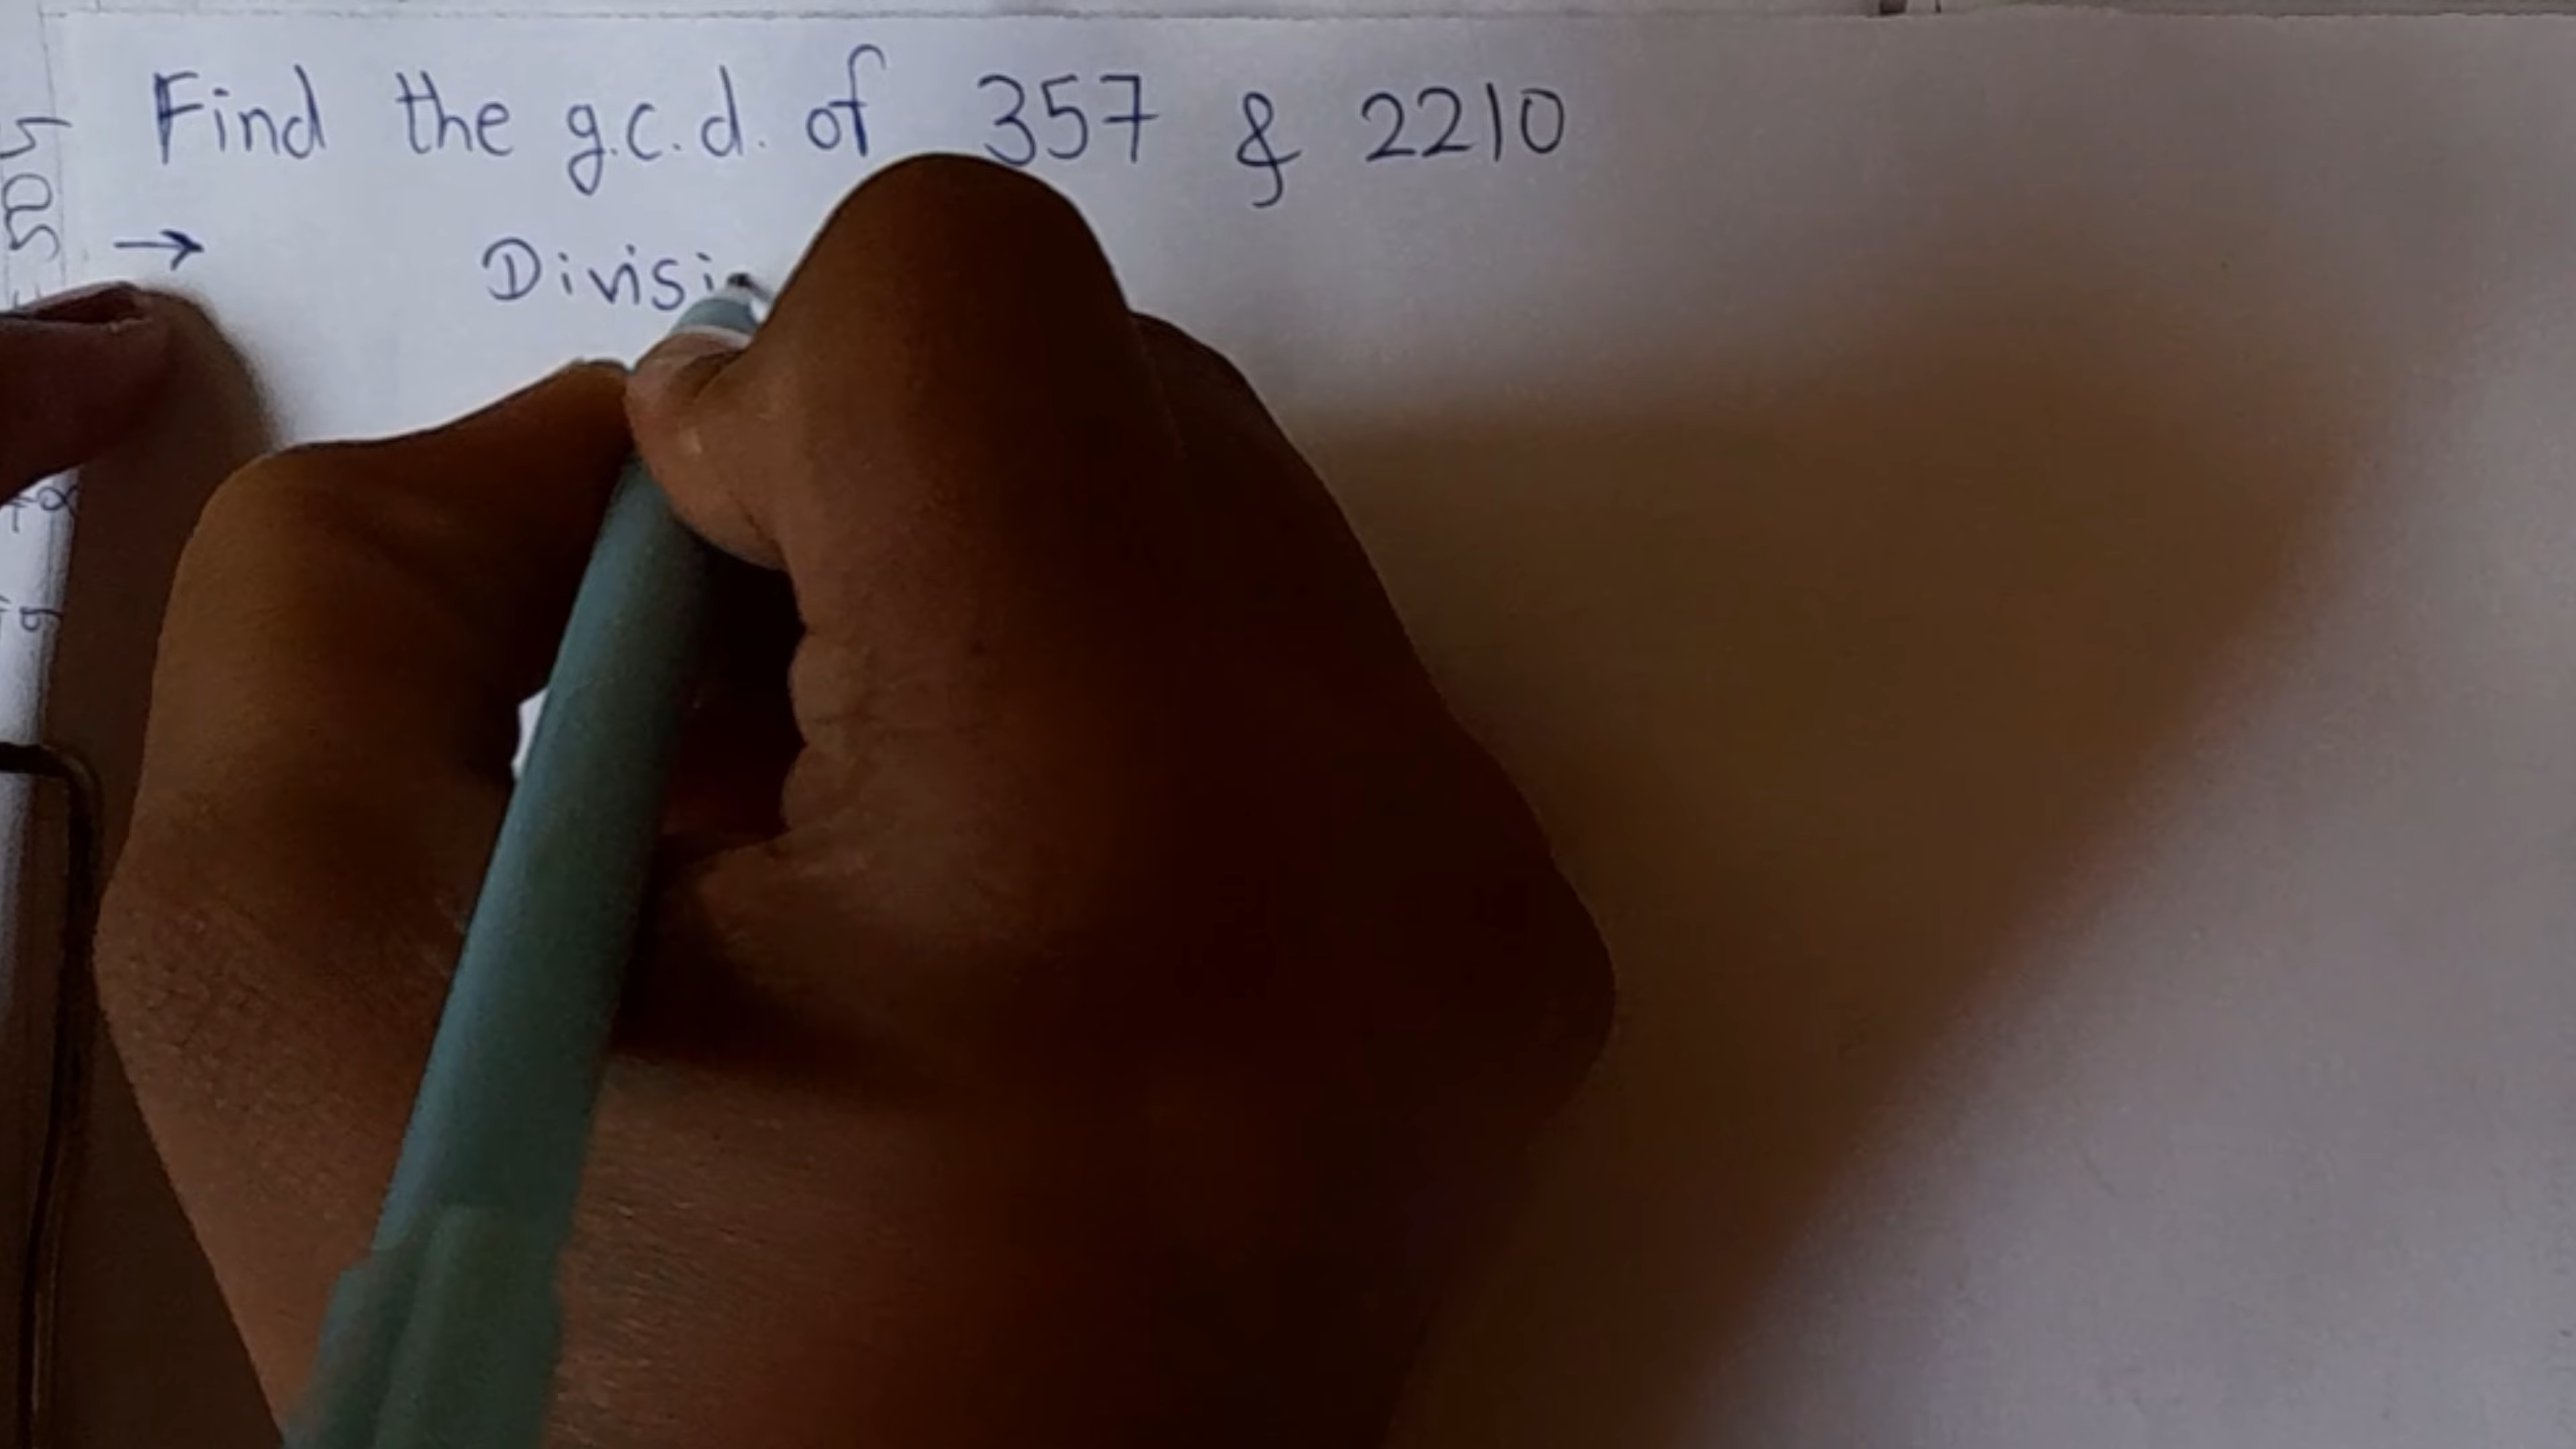 Find the g.c.d. of 357 & 2210
→ Divisi